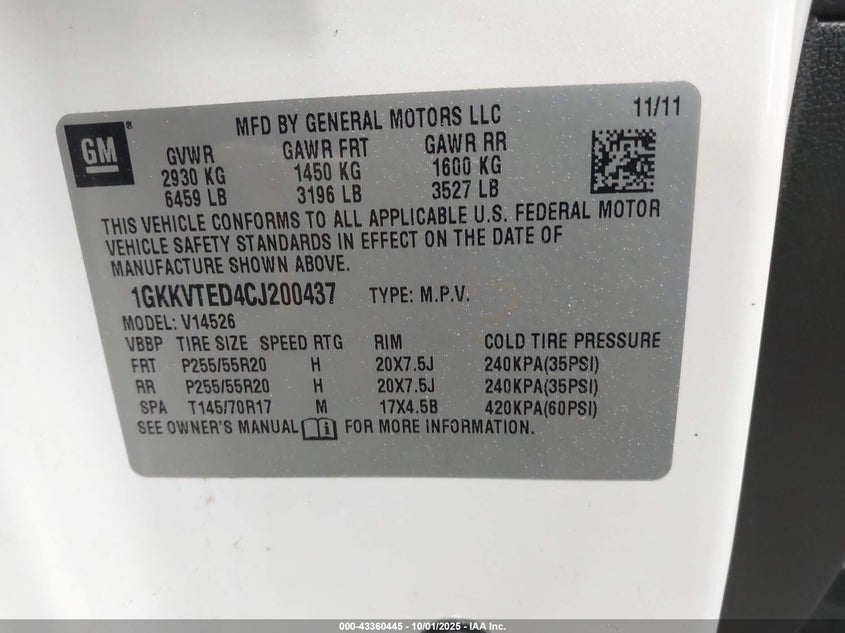 MFD BY GENERAL MOTORS LLC 11/11
GM®
GVWR GAWR FRT GAWR RR
2930 KG 1450 KG 1600 KG
6459 LB 3196 LB 3527 LB
THIS VEHICLE CONFORMS TO ALL APPLICABLE U.S. FEDERAL MOTOR
VEHICLE SAFETY STANDARDS IN EFFECT ON THE DATE OF
MANUFACTURE SHOWN ABOVE.
1GKKVTED4CJ200437 TYPE: M.P.V.
MODEL: V14526
VBBP TIRE SIZE SPEED RTG RIM COLD TIRE PRESSURE
FRT P255/55R20 H 20X7.5J 240KPA(35PSI)
RR P255/55R20 H 20X7.5J 240KPA(35PSI)
SPA T145/70R17 M 17X4.5B 420KPA(60PSI)
SEE OWNER'S MANUAL FOR MORE INFORMATION.
000-43360445 - 10/01/2025 - IAA Inc.